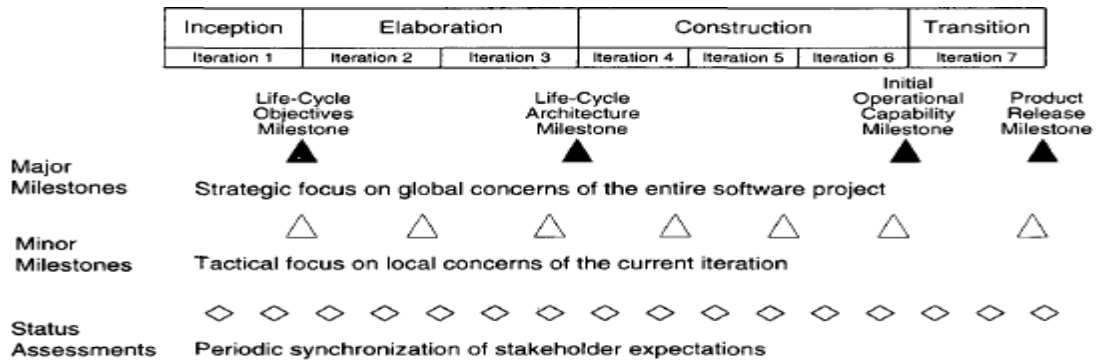 Inception Elaboration Construction Transition
Iteration 1 Iteration 2 Iteration 3 Iteration 4 Iteration 5 Iteration 6 Iteration 7
Life-Cycle
Objectives
Milestone
Life-Cycle
Architecture
Milestone
Initial
Operational
Capability
Milestone
Product
Release
Milestone
Major
Milestones
Strategic focus on global concerns of the entire software project
Minor
Milestones
Tactical focus on local concerns of the current iteration
Status
Assessments
Periodic synchronization of stakeholder expectations